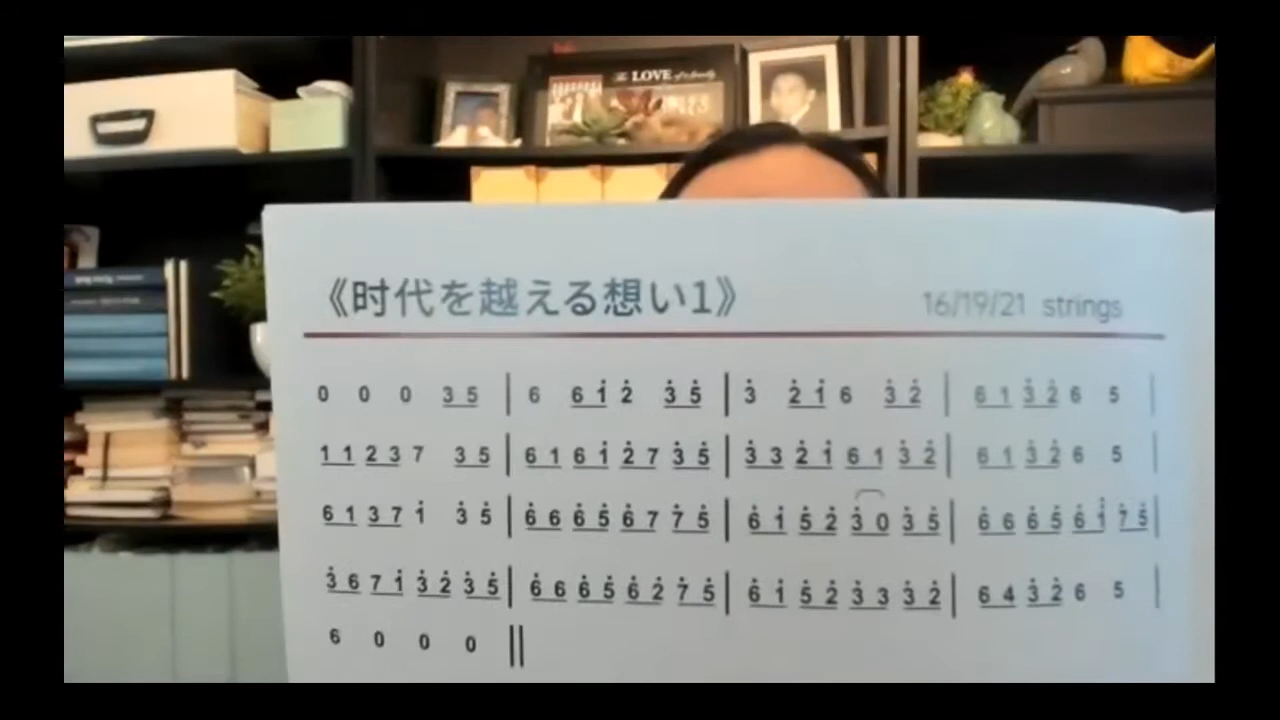 The LOVE of a family
《时代を越える想い1》 16/19/21 strings
0 0 0 3 5 | 6 6 1̇ 2̇ 3̇ 5̇ | 3̇ 2̇ 1̇ 6 3̇ 2̇ | 6 1 3̇ 2̇ 6 5 |
1 1 2 3 7 3 5̇ | 6 1 6 1̇ 2̇ 7 3̇ 5̇ | 3̇ 3 2̇ 1̇ 6 1 3̇ 2̇ | 6 1 3̇ 2̇ 6 5 |
6 1 3 7 1̇ 3̇ 5̇ | 6̇ 6 6̇ 5̇ 6̇ 7 7̇ 5̇ | 6̇ 1̇ 5̇ 2̇ 3̇ 0 3̇ 5̇ | 6̇ 6 6̇ 5̇ 6̇ 1̇ 7̇ 5̇ |
3̇ 6 7 1̇ 3̇ 2̇ 3̇ 5̇ | 6̇ 6 6̇ 5̇ 6̇ 2̇ 7̇ 5̇ | 6̇ 1̇ 5̇ 2̇ 3̇ 3 3̇ 2̇ | 6 4 3̇ 2̇ 6 5 |
6 0 0 0 ||